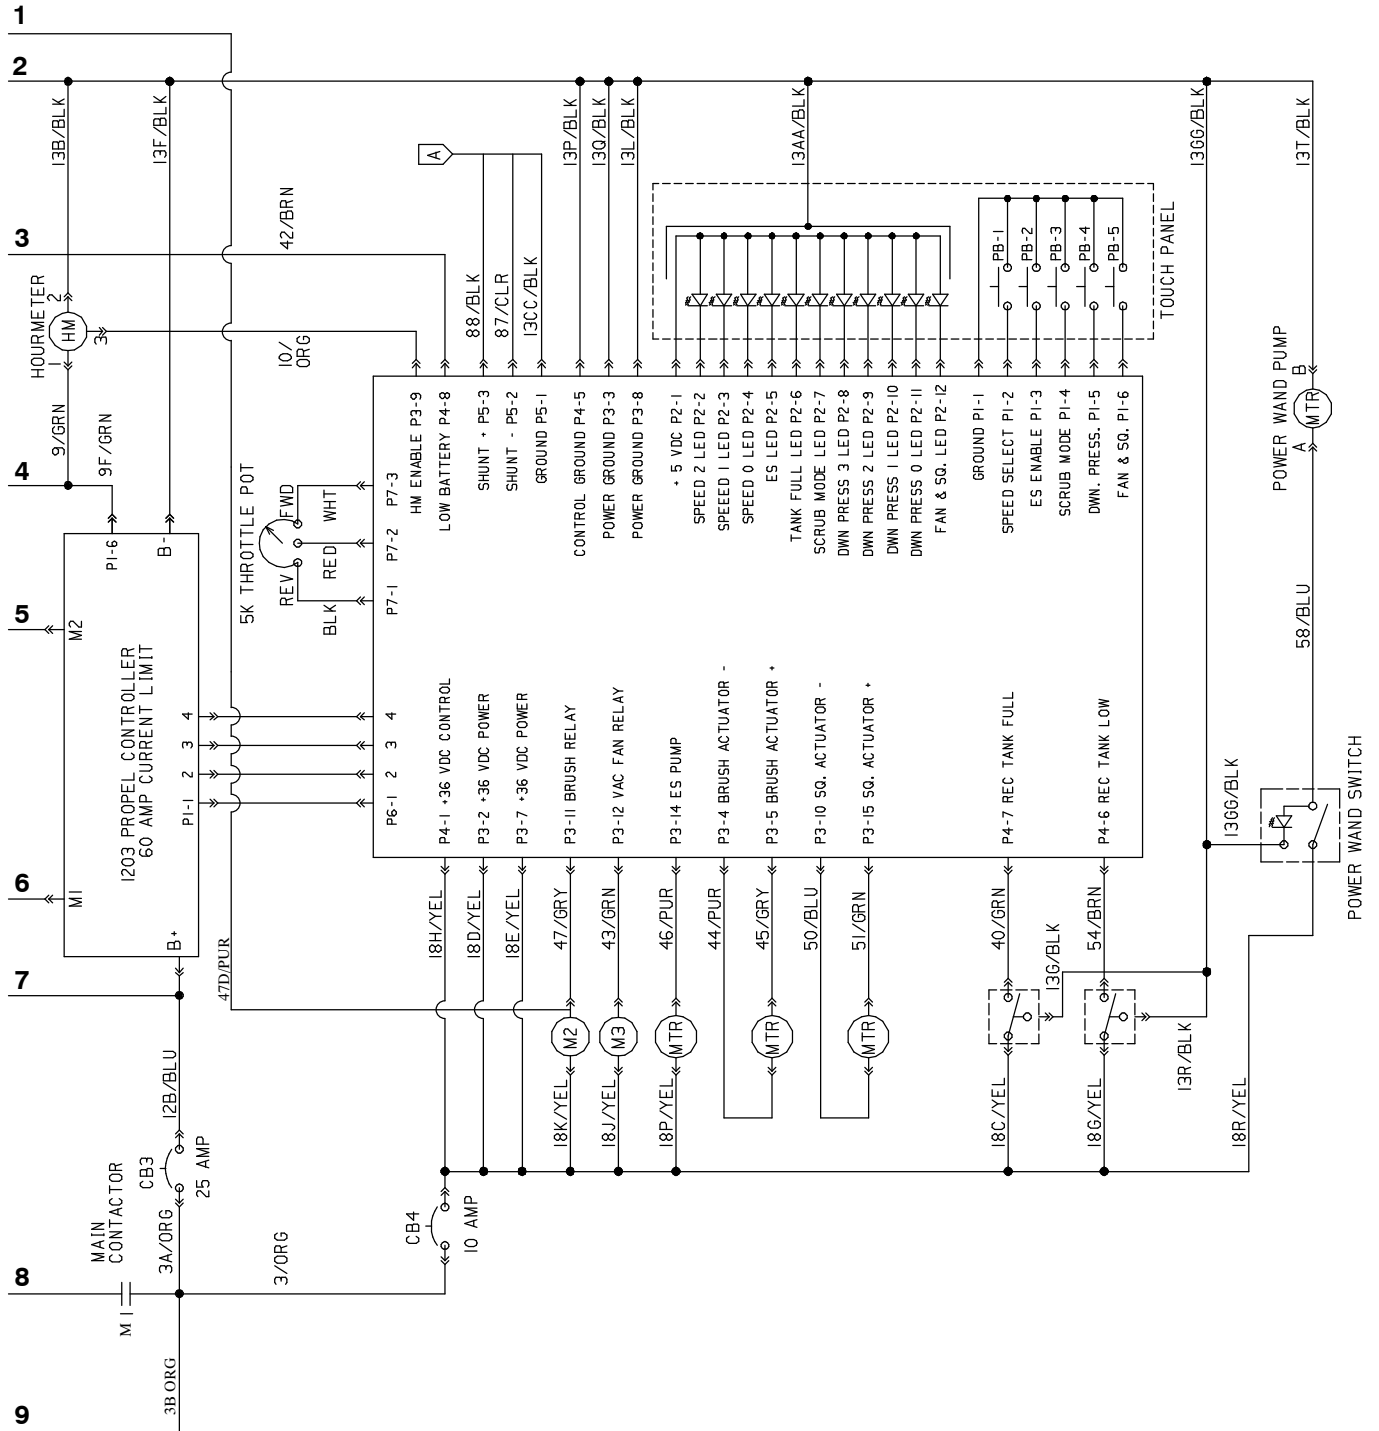 1
2
13B/BLK
13F/BLK
13P/BLK
13Q/BLK
13L/BLK
13AA/BLK
13GG/BLK
13T/BLK
A
42/BRN
3
88/BLK
87/CLR
13CC/BLK
TOUCH PANEL
PB-1
PB-2
PB-3
PB-4
PB-5
HOURMETER
HM
1
2
3
10/
ORG
9/GRN
9F/GRN
4
POWER WAND PUMP
MTR
A
B
HM ENABLE P3-9
LOW BATTERY P4-8
SHUNT + P5-3
SHUNT - P5-2
GROUND P5-1
CONTROL GROUND P4-5
POWER GROUND P3-3
POWER GROUND P3-8
+ 5 VDC P2-1
SPEED 2 LED P2-2
SPEEED 1 LED P2-3
SPEED 0 LED P2-4
ES LED P2-5
TANK FULL LED P2-6
SCRUB MODE LED P2-7
DWN PRESS 3 LED P2-8
DWN PRESS 2 LED P2-9
DWN PRESS 1 LED P2-10
DWN PRESS 0 LED P2-11
FAN & SQ. LED P2-12
GROUND P1-1
SPEED SELECT P1-2
ES ENABLE P1-3
SCRUB MODE P1-4
DWN. PRESS. P1-5
FAN & SQ. P1-6
5K THROTTLE POT
FWD
REV
WHT
RED
BLK
P7-3
P7-2
P7-1
P1-6
B-
5
M2
1203 PROPEL CONTROLLER
60 AMP CURRENT LIMIT
4
3
2
P1-1
4
3
2
P6-1
6
M1
B+
58/BLU
P4-1 +36 VDC CONTROL
P3-2 +36 VDC POWER
P3-7 +36 VDC POWER
P3-11 BRUSH RELAY
P3-12 VAC FAN RELAY
P3-14 ES PUMP
P3-4 BRUSH ACTUATOR -
P3-5 BRUSH ACTUATOR +
P3-10 SQ. ACTUATOR -
P3-15 SQ. ACTUATOR +
P4-7 REC TANK FULL
P4-6 REC TANK LOW
13GG/BLK
POWER WAND SWITCH
7
47D/PUR
18H/YEL
18D/YEL
18E/YEL
47/GRY
43/GRN
46/PUR
44/PUR
45/GRY
50/BLU
51/GRN
40/GRN
13G/BLK
54/BRN
M2
M3
MTR
MTR
MTR
12B/BLU
18K/YEL
18J/YEL
18P/YEL
18C/YEL
18G/YEL
13R/BLK
18R/YEL
CB3
25 AMP
MAIN
CONTACTOR
3A/ORG
3/ORG
CB4
10 AMP
8
M 1
3B ORG
9